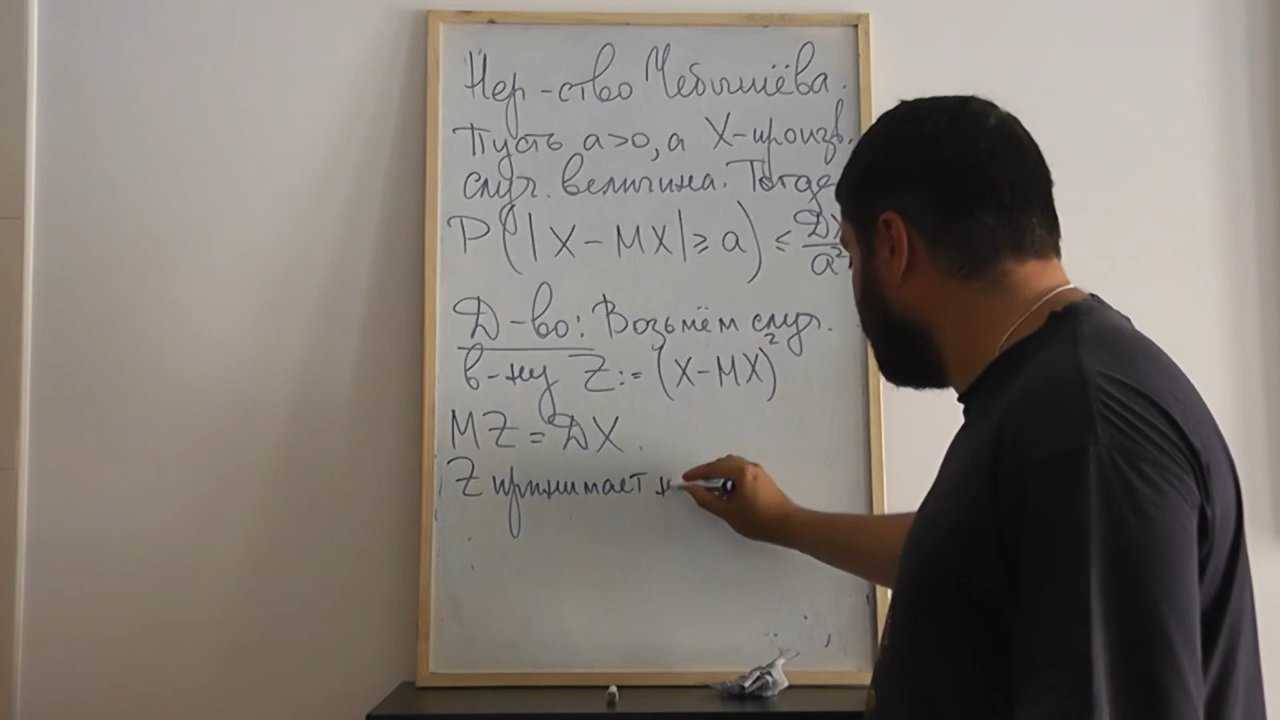 Нер-ство Чебышёва.
Пусть a>0, а X-произв.
случ. величина. Тогда
P(|X-MX|≥a)≤DX/a²
Д-во: Возьмём случ.
в-ну Z:=(X-MX)²
MZ=DX.
Z принимает н